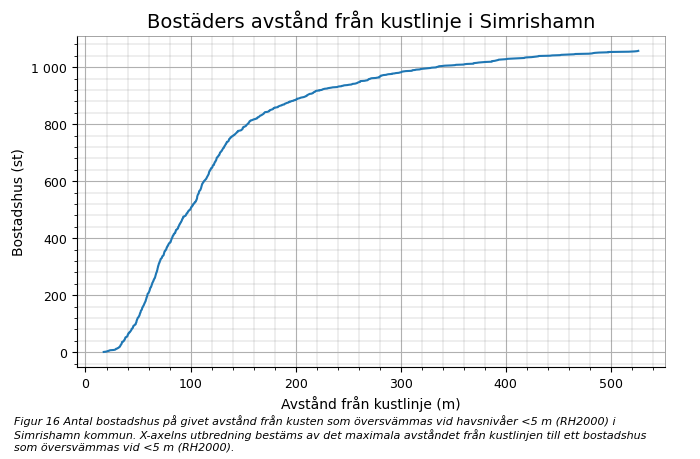 Bostäders avstånd från kustlinje i Simrishamn
1 000
800
600
400
200
0
Bostadshus (st)
0 100 200 300 400 500
Avstånd från kustlinje (m)
Figur 16 Antal bostadshus på givet avstånd från kusten som översvämmas vid havsnivåer <5 m (RH2000) i
Simrishamn kommun. X-axelns utbredning bestäms av det maximala avståndet från kustlinjen till ett bostadshus
som översvämmas vid <5 m (RH2000).